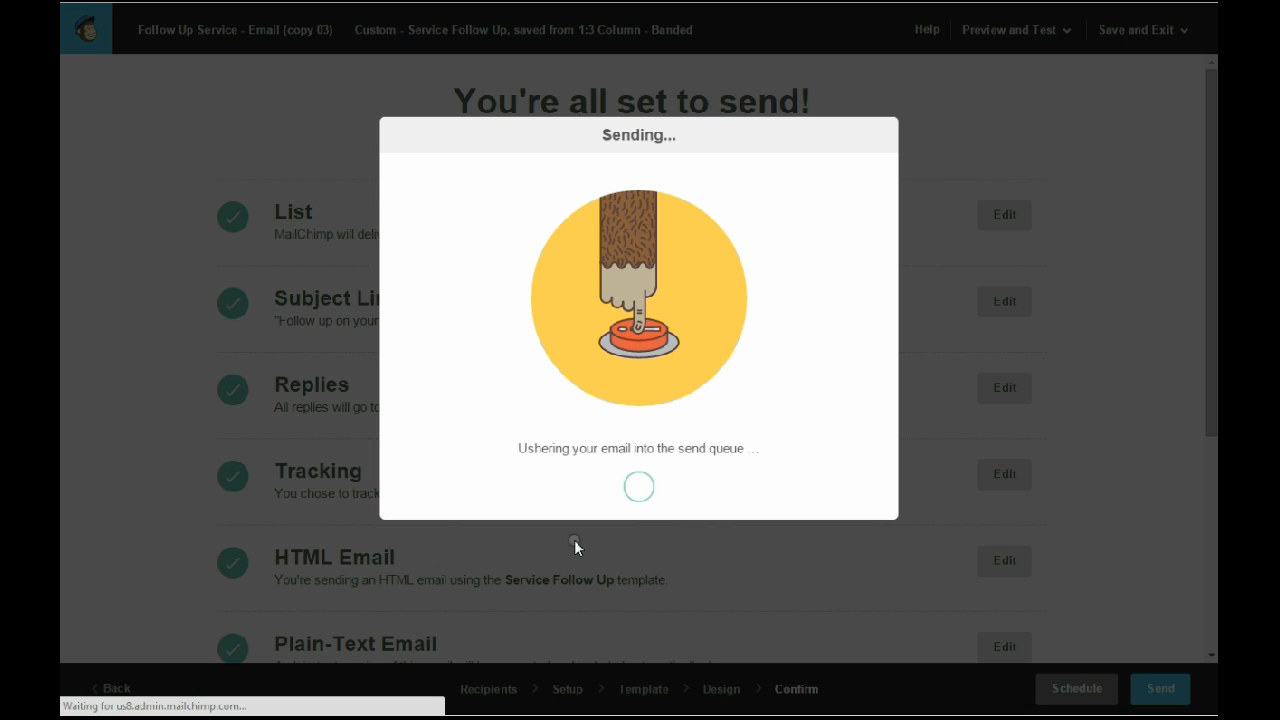 Follow Up Service - Email (copy 03)
Custom - Service Follow Up, saved from 1:3 Column - Banded
Help
Preview and Test
Save and Exit
You're all set to send!
Sending...
List
MailChimp will
Edit
Subject
"Follow up on your
Edit
Replies
All replies will go to
Edit
Tracking
You chose to track
Edit
Ushering your email into the send queue ...
HTML Email
You're sending an HTML email using the Service Follow Up template.
Edit
Plain-Text Email
Edit
Back
Recipients > Setup > Template > Design > Confirm
Schedule
Send
Waiting for us8.admin.mailchimp.com...